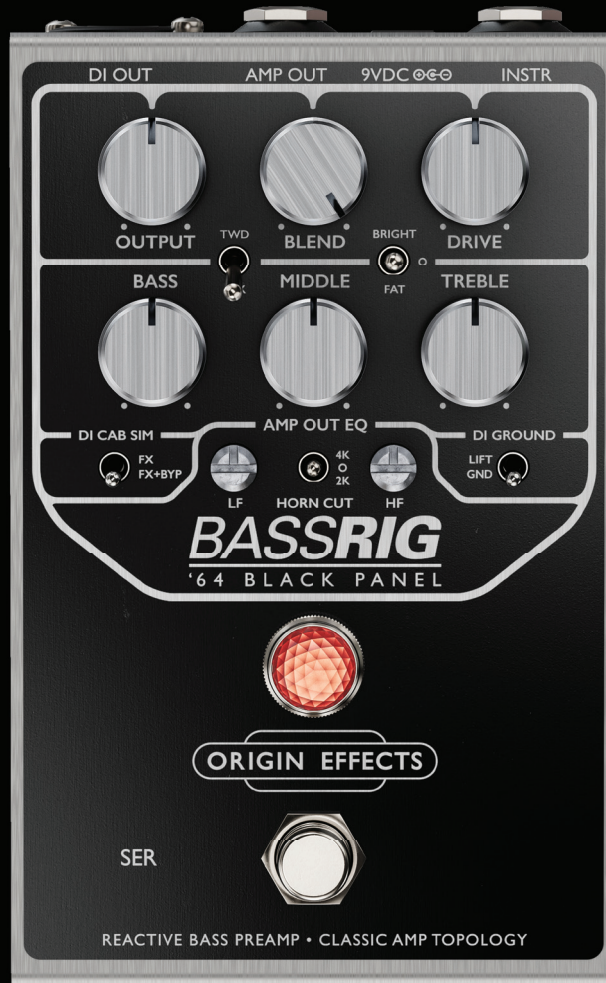 DI OUT AMP OUT 9VDC INSTR
OUTPUT TWD BLEND BRIGHT DRIVE
FAT
BASS MIDDLE TREBLE
AMP OUT EQ
DI CAB SIM DI GROUND
FX 4K LIFT
FX+BYP O 2K GND
LF HORN CUT HF
BASSRIG
'64 BLACK PANEL
ORIGIN EFFECTS
SER
REACTIVE BASS PREAMP • CLASSIC AMP TOPOLOGY